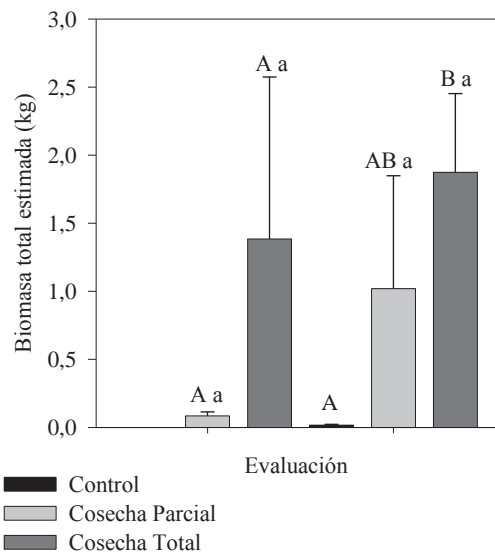 Biomasa total estimada (kg)
3,0
2,5
2,0
1,5
1,0
0,5
0,0
A a
A a
A
AB a
B a
Evaluación
Control
Cosecha Parcial
Cosecha Total